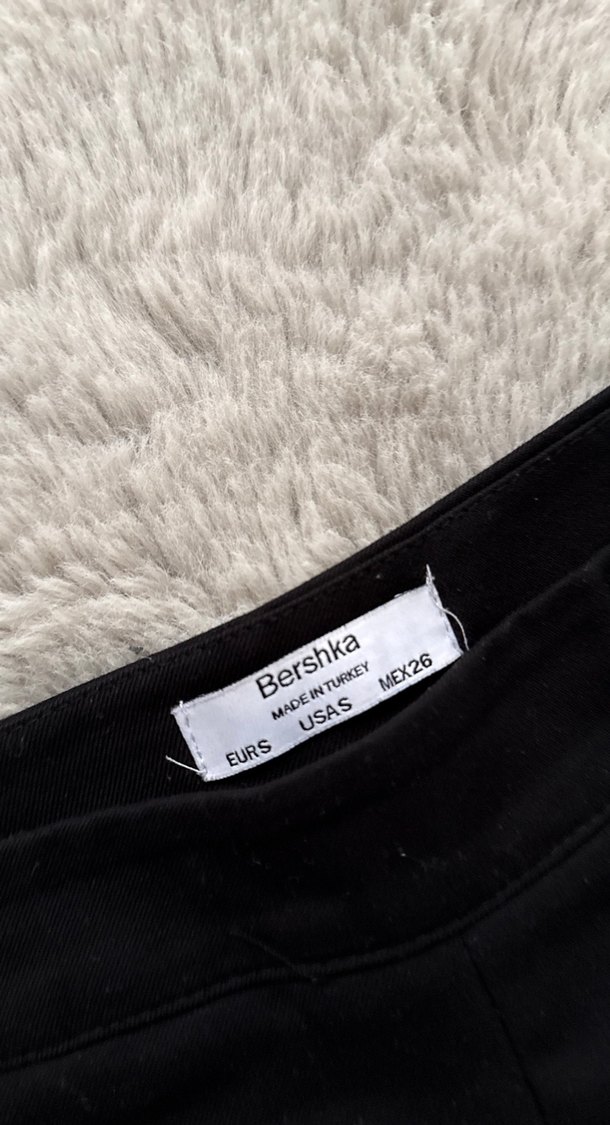 Bershka
MADE IN TURKEY
EUR S USA S MEX 26